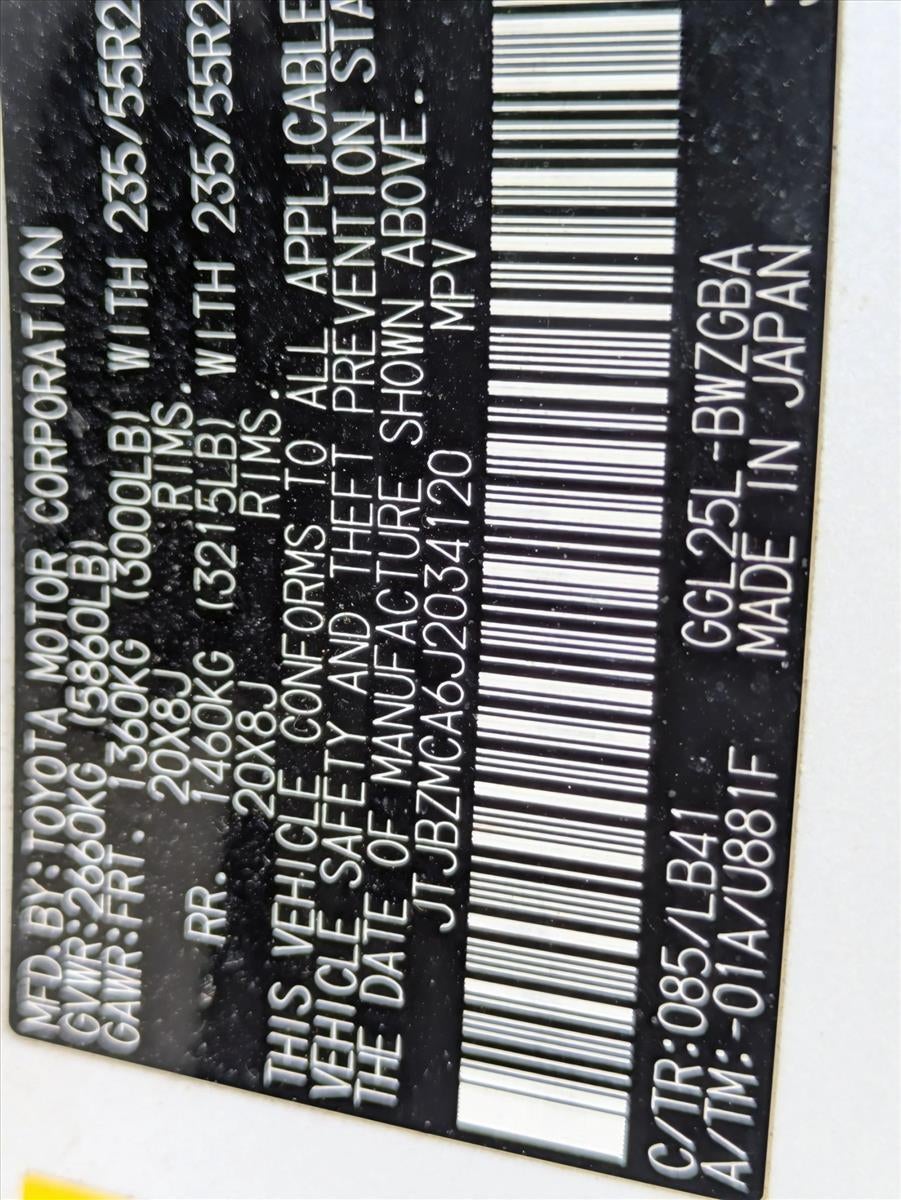 MFD.BY:TOYOTA MOTOR CORPORATION
GVWR:2660KG (5860LB)
GAWR:FRT. 1360KG (3000LB) WITH 235/55R2
20X8J RIMS.
RR. 1460KG (3215LB) WITH 235/55R2
20X8J RIMS.
THIS VEHICLE CONFORMS TO ALL APPLICABLE
VEHICLE SAFETY AND THEFT PREVENTION STA
THE DATE OF MANUFACTURE SHOWN ABOVE.
JTJBZMCA6J2034120 MPV
C/TR:085/LB41 GGL25L-BWZGBA
A/TM:-01A/U881F MADE IN JAPAN